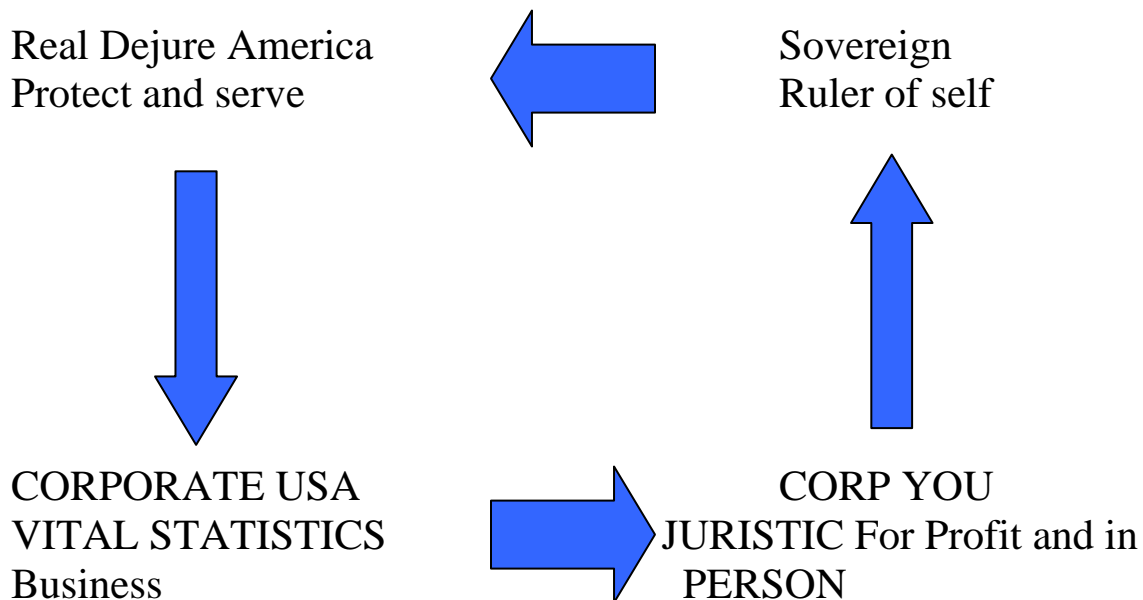 Real Dejure America
Protect and serve
Sovereign
Ruler of self
CORPORATE USA
VITAL STATISTICS
Business
CORP YOU
JURISTIC For Profit and in
PERSON